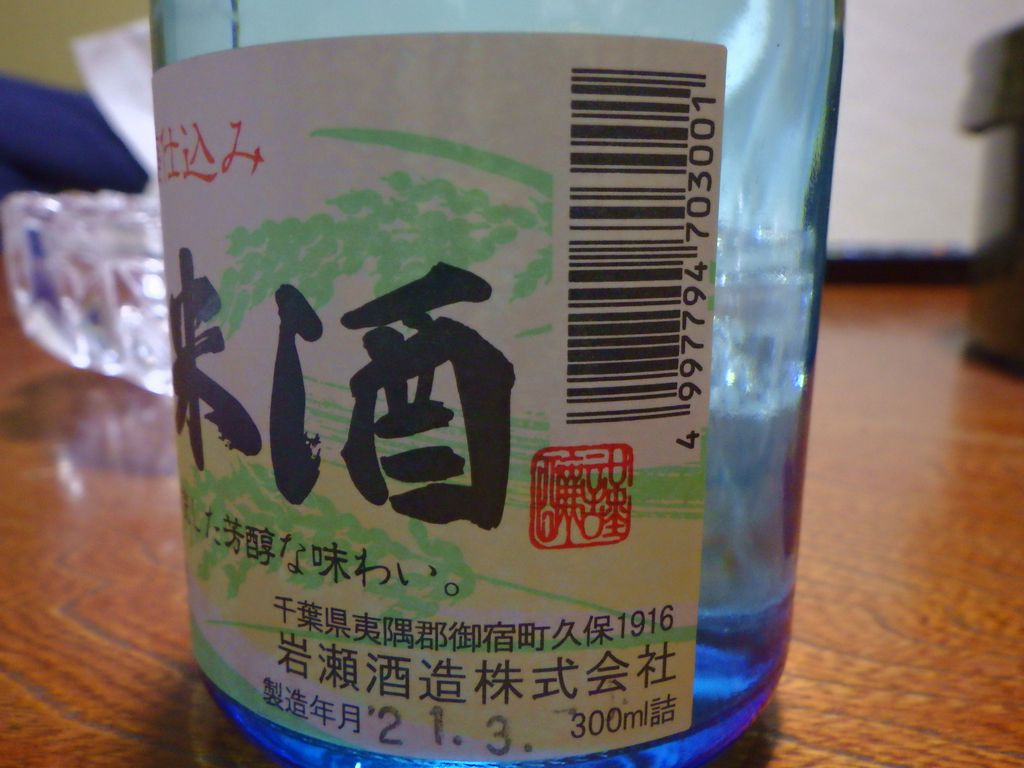 仕込み
米酒
した芳醇な味わい。
4997794703001
千葉県夷隅郡御宿町久保1916
岩瀬酒造株式会社
製造年月'21.3.
300ml詰